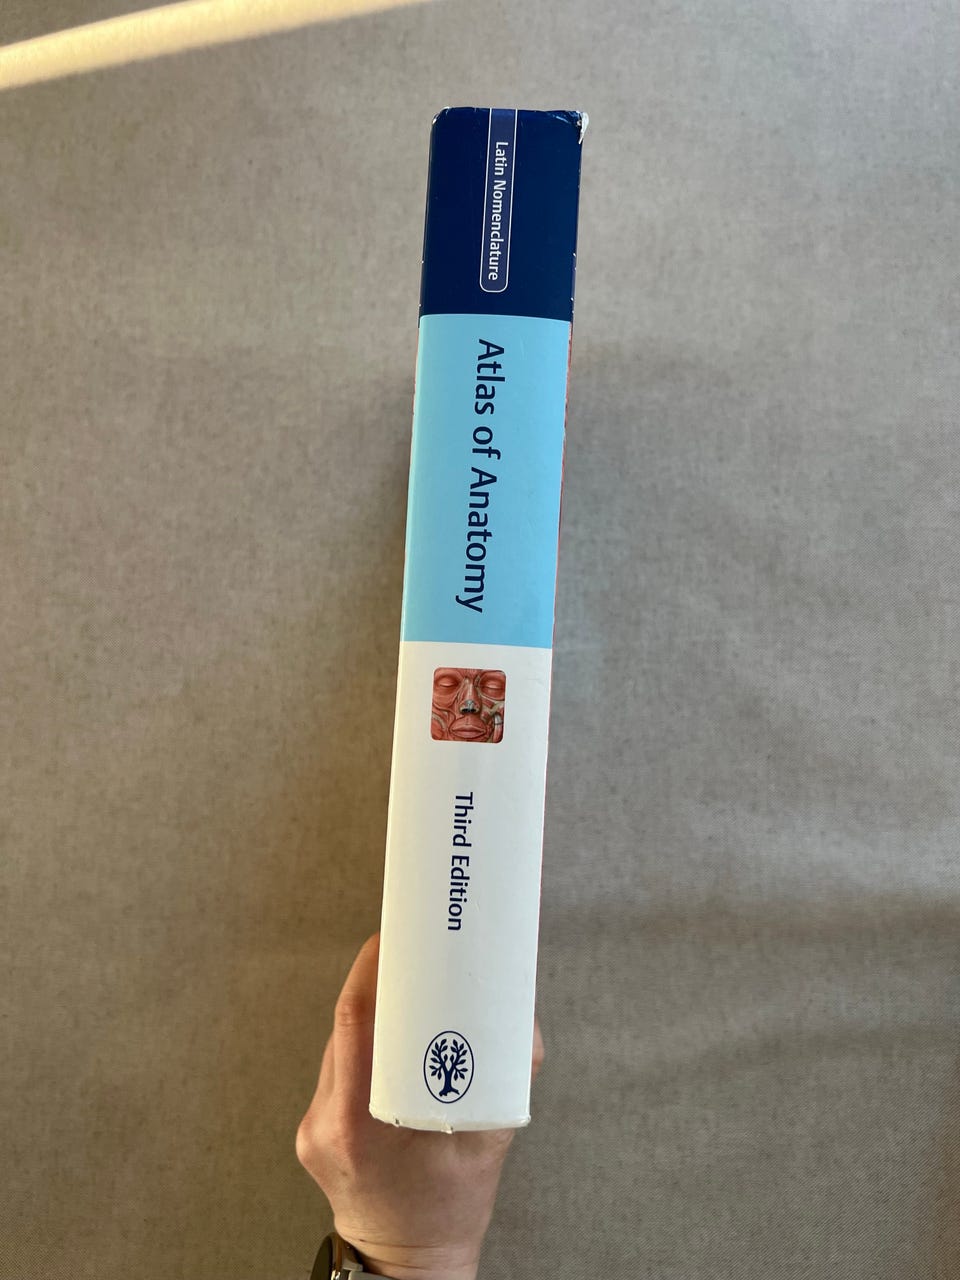 Latin Nomenclature
Atlas of Anatomy
Third Edition